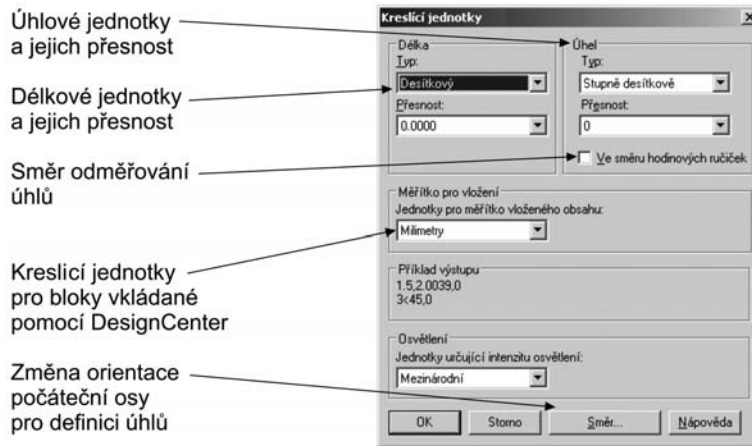 Úhlové jednotky
a jejich přesnost
Délkové jednotky
a jejich přesnost
Směr odměřování
úhlů
Kreslicí jednotky
pro bloky vkládané
pomocí DesignCenter
Změna orientace
počáteční osy
pro definici úhlů
Kreslící jednotky
Délka
Typ:
Desítkový
Přesnost:
0.0000
Úhel
Typ:
Stupně desítkově
Přesnost:
0
Ve směru hodinových ručiček
Měřítko pro vložení
Jednotky pro měřítko vloženého obsahu:
Milimetry
Příklad výstupu
1.5,2.0039,0
3<45,0
Osvětlení
Jednotky určující intenzitu osvětlení:
Mezinárodní
OK Storno Směr... Nápověda